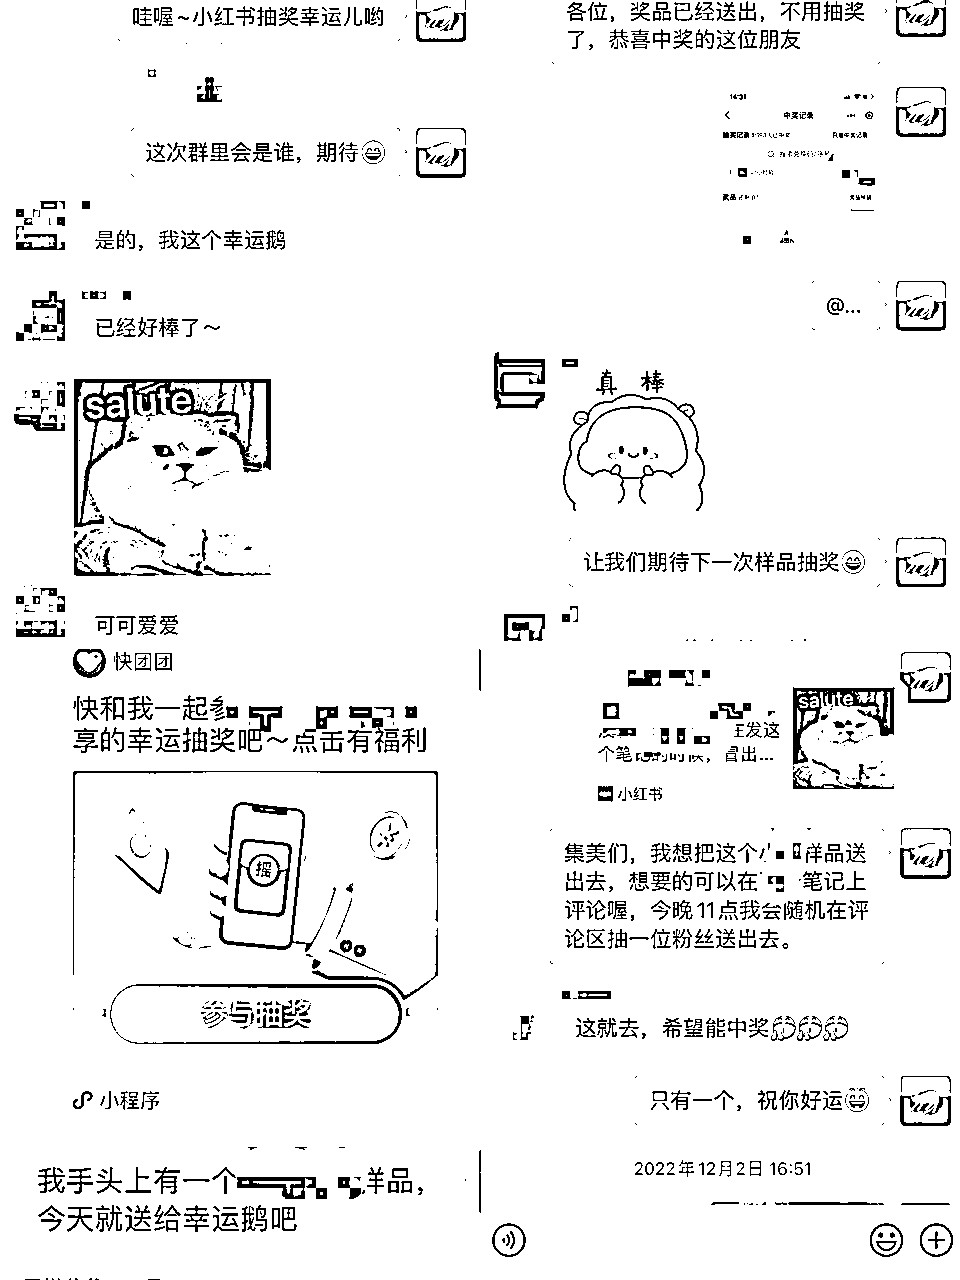 哇喔~小红书抽奖幸运儿哟
这次群里会是谁，期待
是的，我这个幸运鹅
已经好棒了～
salute
可可爱爱
快团团
快和我一起参
享的幸运抽奖吧～点击有福利
摇
参与抽奖
小程序
我手头上有一个
样品，
今天就送给幸运鹅吧
各位，奖品已经送出，不用抽奖
了，恭喜中奖的这位朋友
14:31
中奖记录
@...
真 棒
让我们期待下一次样品抽奖
salute
发这
个笔记的时候，冒出...
小红书
集美们，我想把这个小
样品送
出去，想要的可以在
笔记上
评论喔，今晚11点我会随机在评
论区抽一位粉丝送出去。
这就去，希望能中奖
只有一个，祝你好运
2022年12月2日 16:51